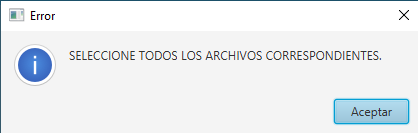 Error
SELECCIONE TODOS LOS ARCHIVOS CORRESPONDIENTES.
Aceptar